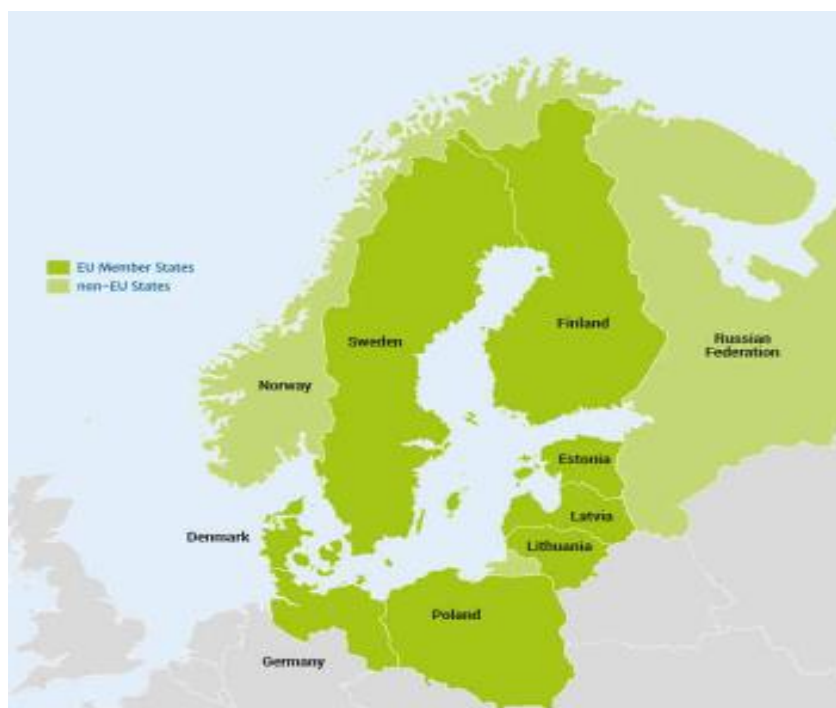 EU Member States
non-EU States
Finland
Sweden
Russian
Federation
Norway
Estonia
Latvia
Denmark
Lithuania
Poland
Germany